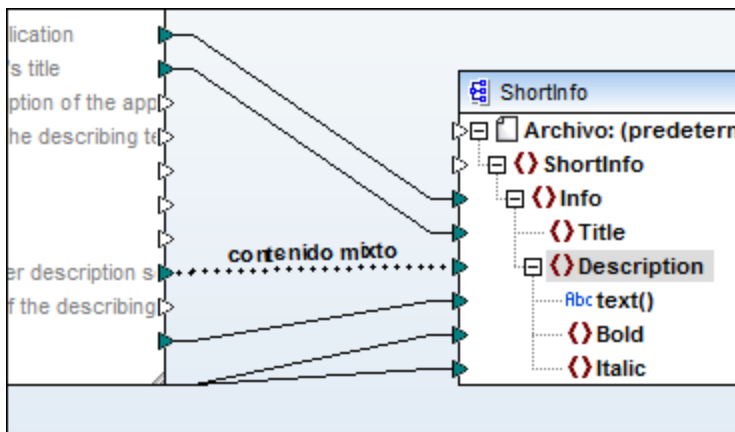 lication
's title
ption of the app
he describing te
er description s
f the describing
contenido mixto
ShortInfo
Archivo: (predeterm
ShortInfo
Info
Title
Description
Abc text()
Bold
Italic